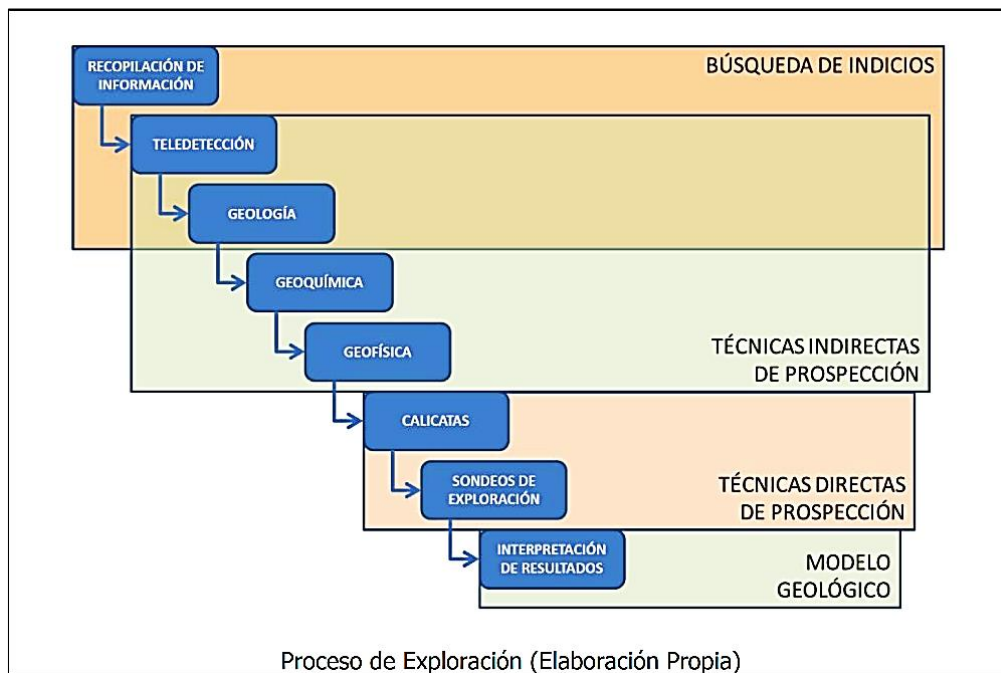 RECOPILACIÓN DE
INFORMACIÓN
BÚSQUEDA DE INDICIOS
TELEDETECCIÓN
GEOLOGÍA
GEOQUÍMICA
GEOFÍSICA
TÉCNICAS INDIRECTAS
DE PROSPECCIÓN
CALICATAS
SONDEOS DE
EXPLORACIÓN
TÉCNICAS DIRECTAS
DE PROSPECCIÓN
INTERPRETACIÓN
DE RESULTADOS
MODELO
GEOLÓGICO
Proceso de Exploración (Elaboración Propia)